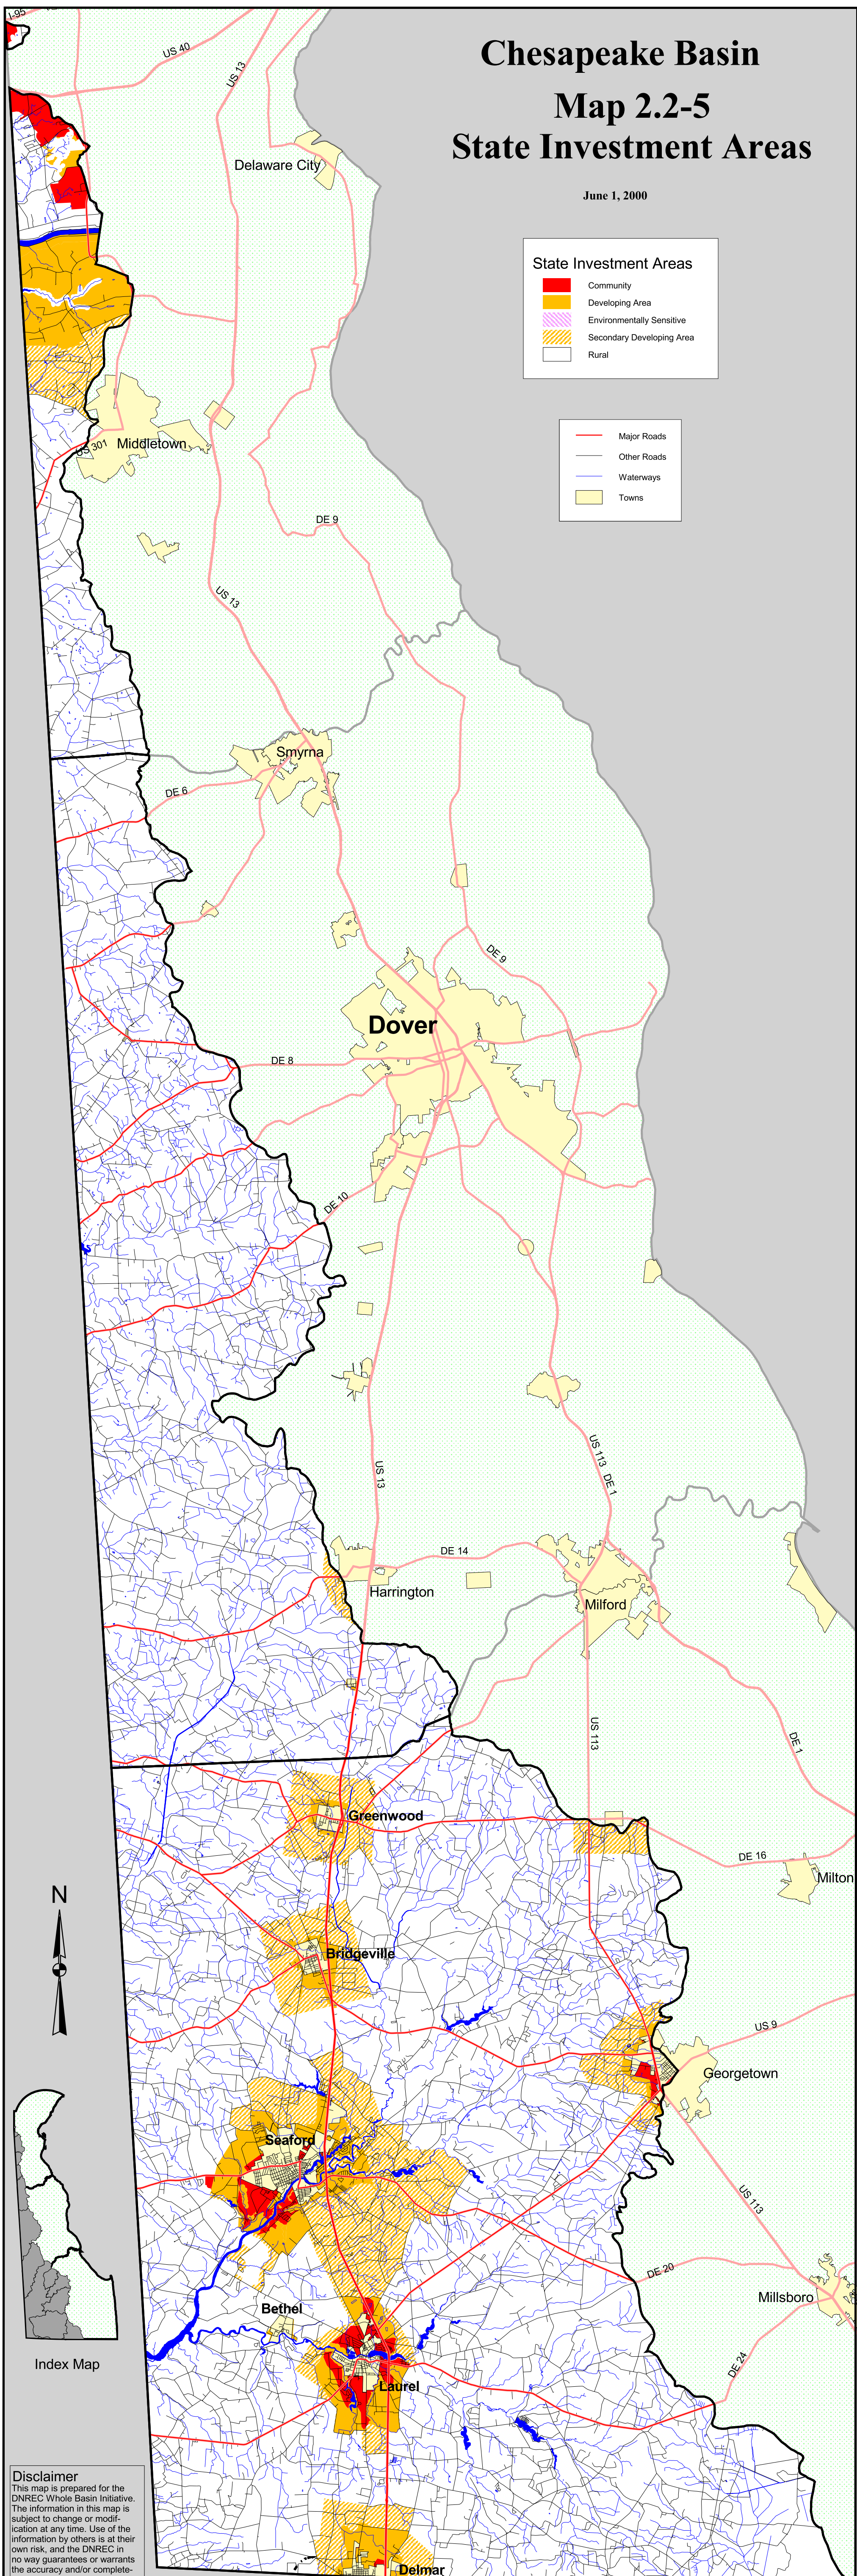 Chesapeake Basin
Map 2.2-5
State Investment Areas
June 1, 2000
State Investment Areas
Community
Developing Area
Environmentally Sensitive
Secondary Developing Area
Rural
Major Roads
Other Roads
Waterways
Towns
I-95
US 40
US 13
Delaware City
US 301
Middletown
DE 9
US 13
Smyrna
DE 6
DE 9
Dover
DE 8
DE 10
US 13
US 113
DE 1
DE 14
Harrington
Milford
US 113
DE 1
Greenwood
DE 16
Milton
N
Bridgeville
US 9
Georgetown
Seaford
US 113
DE 20
Millsboro
Bethel
Index Map
DE 24
Laurel
Disclaimer
This map is prepared for the
DNREC Whole Basin Initiative.
The information in this map is
subject to change or modif-
ication at any time. Use of the
information by others is at their
own risk, and the DNREC in
no way guarantees or warrants
the accuracy and/or complete-
Delmar